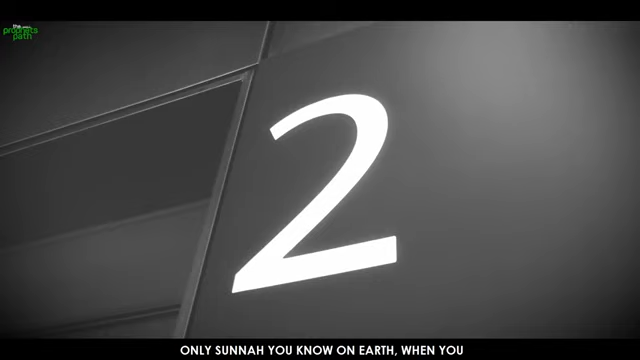 the
prophets
path
2
ONLY SUNNAH YOU KNOW ON EARTH, WHEN YOU